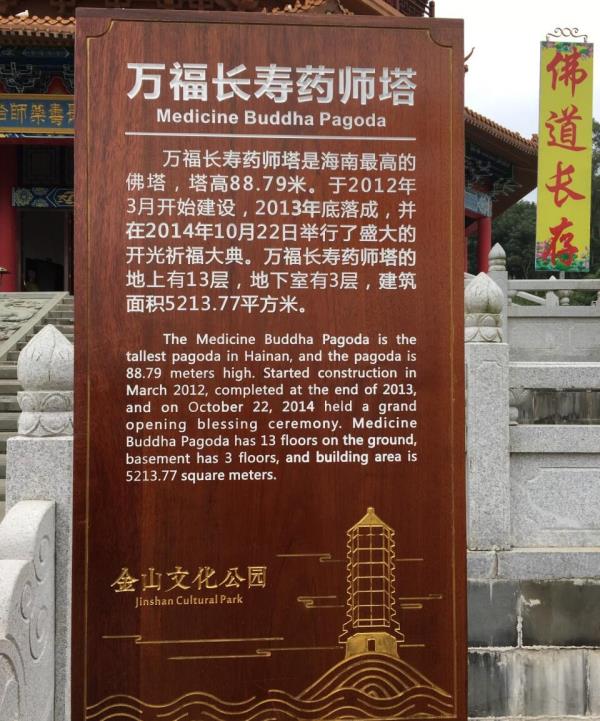 万福长寿药师塔
Medicine Buddha Pagoda
万福长寿药师塔是海南最高的
佛塔，塔高88.79米。于2012年
3月开始建设，2013年底落成，并
在2014年10月22日举行了盛大的
开光祈福大典。万福长寿药师塔的
地上有13层，地下室有3层，建筑
面积5213.77平方米。
The Medicine Buddha Pagoda is the
tallest pagoda in Hainan, and the pagoda is
88.79 meters high. Started construction in
March 2012, completed at the end of 2013,
and on October 22, 2014 held a grand
opening blessing ceremony. Medicine
Buddha Pagoda has 13 floors on the ground,
basement has 3 floors, and building area is
5213.77 square meters.
金山文化公园
Jinshan Cultural Park
佛道长存